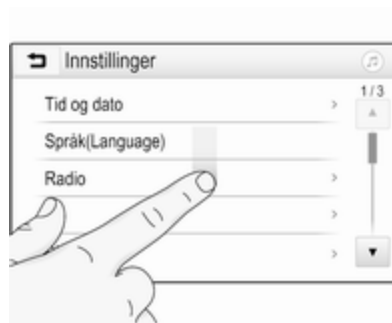 Innstillinger
1/3
Tid og dato
Språk(Language)
Radio